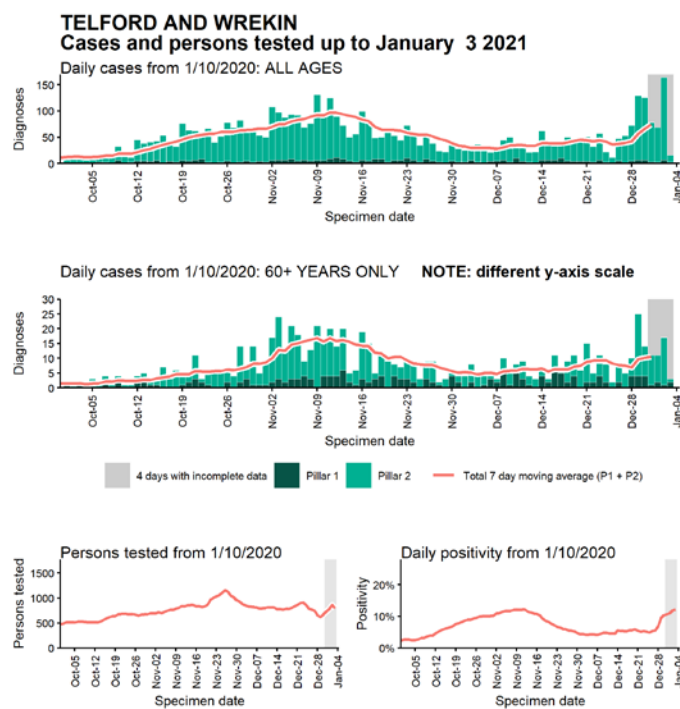 TELFORD AND WREKIN
Cases and persons tested up to January 3 2021
Daily cases from 1/10/2020: ALL AGES
Diagnoses
150
100
50
0
Oct-05 Oct-12 Oct-19 Oct-26 Nov-02 Nov-09 Nov-16 Nov-23 Nov-30 Dec-07 Dec-14 Dec-21 Dec-28 Jan-04
Specimen date
Daily cases from 1/10/2020: 60+ YEARS ONLY NOTE: different y-axis scale
Diagnoses
30
25
20
15
10
5
0
Oct-05 Oct-12 Oct-19 Oct-26 Nov-02 Nov-09 Nov-16 Nov-23 Nov-30 Dec-07 Dec-14 Dec-21 Dec-28 Jan-04
Specimen date
4 days with incomplete data Pillar 1 Pillar 2 Total 7 day moving average (P1 + P2)
Persons tested from 1/10/2020
Persons tested
1500
1000
500
0
Oct-05 Oct-12 Oct-19 Oct-26 Nov-02 Nov-09 Nov-16 Nov-23 Nov-30 Dec-07 Dec-14 Dec-21 Dec-28 Jan-04
Specimen date
Daily positivity from 1/10/2020
Positivity
20%
10%
0%
Oct-05 Oct-12 Oct-19 Oct-26 Nov-02 Nov-09 Nov-16 Nov-23 Nov-30 Dec-07 Dec-14 Dec-21 Dec-28 Jan-04
Specimen date